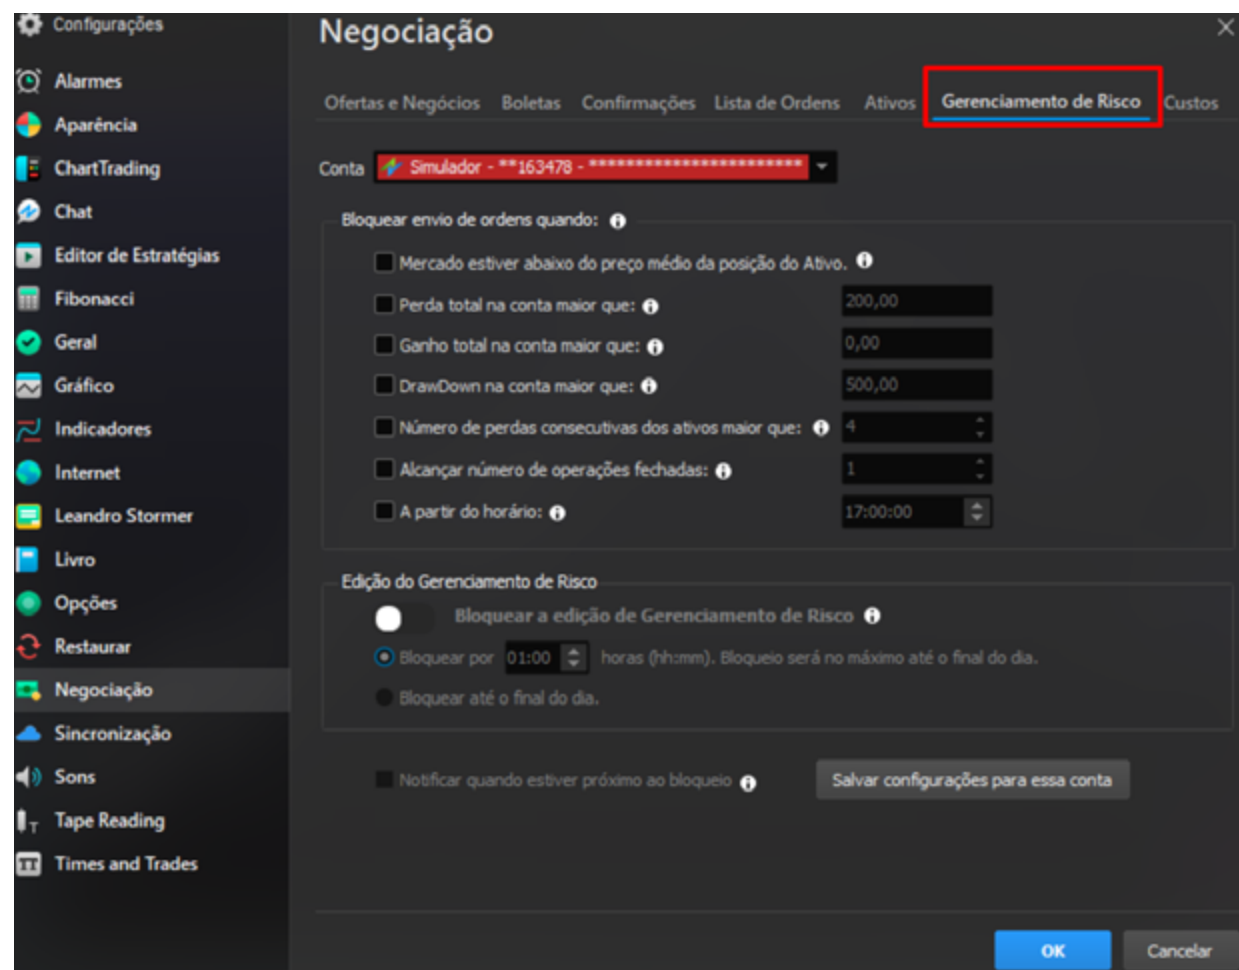 Configurações
Alarmes
Aparência
ChartTrading
Chat
Editor de Estratégias
Fibonacci
Geral
Gráfico
Indicadores
Internet
Leandro Stormer
Livro
Opções
Restaurar
Negociação
Sincronização
Sons
Tape Reading
Times and Trades
Negociação
Ofertas e Negócios Boletas Confirmações Lista de Ordens Ativos Gerenciamento de Risco Custos
Conta Simulador - **163478 - ***********************
Bloquear envio de ordens quando:
Mercado estiver abaixo do preço médio da posição do Ativo.
Perda total na conta maior que: 200,00
Ganho total na conta maior que: 0,00
DrawDown na conta maior que: 500,00
Número de perdas consecutivas dos ativos maior que: 4
Alcançar número de operações fechadas: 1
A partir do horário: 17:00:00
Edição do Gerenciamento de Risco
Bloquear a edição de Gerenciamento de Risco
Bloquear por 01:00 horas (hh:mm). Bloqueio será no máximo até o final do dia.
Bloquear até o final do dia.
Notificar quando estiver próximo ao bloqueio Salvar configurações para essa conta
OK Cancelar